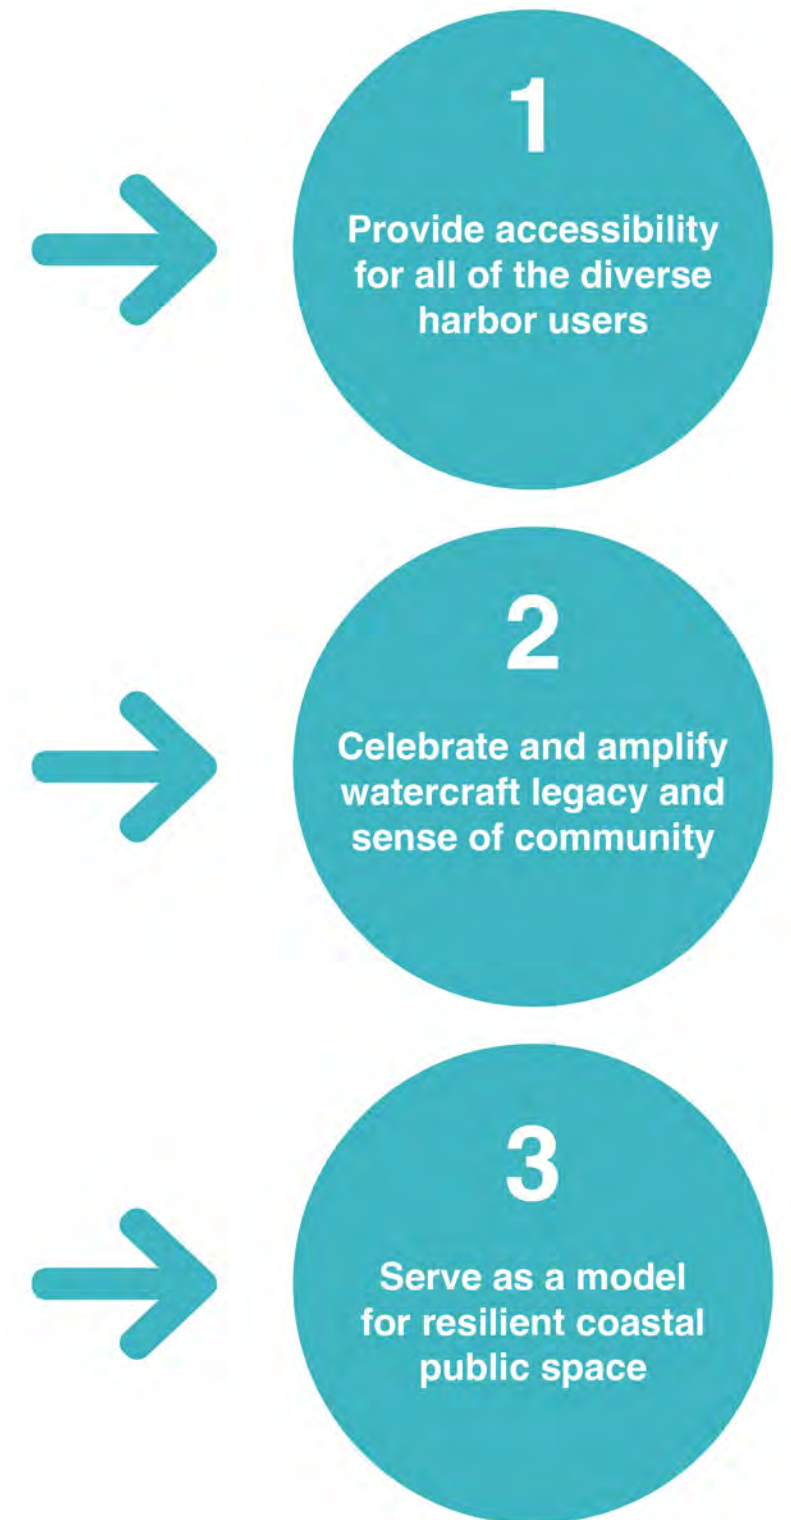 1
Provide accessibility
for all of the diverse
harbor users
2
Celebrate and amplify
watercraft legacy and
sense of community
3
Serve as a model
for resilient coastal
public space